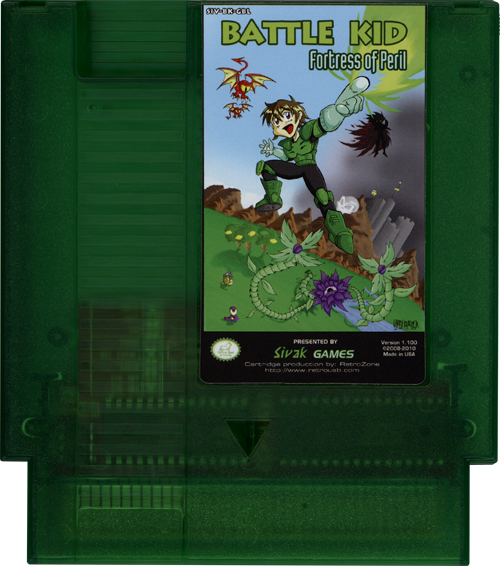 SIV-BK-GBL
BATTLE KID
Fortress of Peril
PRESENTED BY
Sivak GAMES
Version 1.100
©2008-2010
Made in USA
Cartridge production by: RetroZone
http://www.retrousb.com